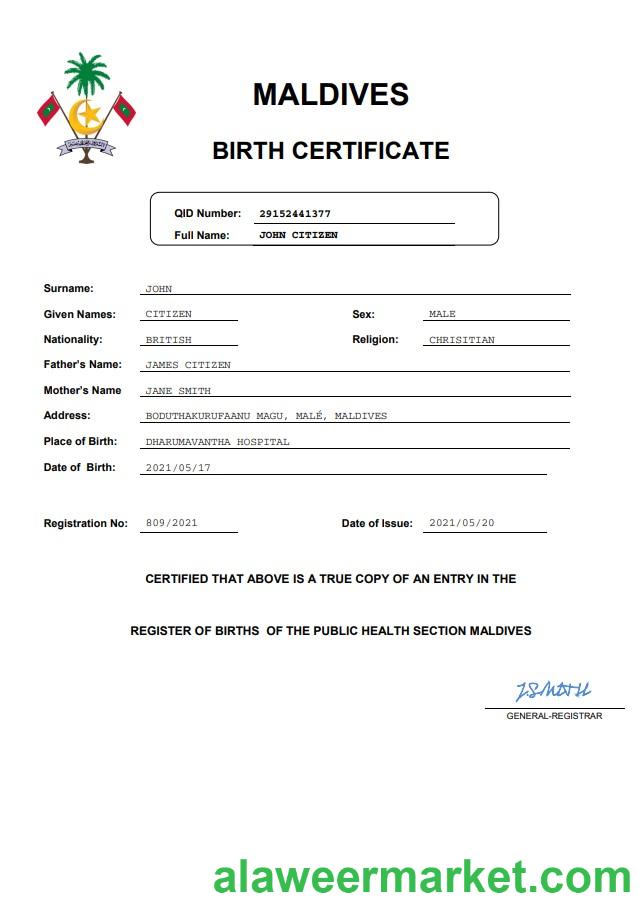 MALDIVES
BIRTH CERTIFICATE
QID Number: 29152441377
Full Name: JOHN CITIZEN
Surname: JOHN
Given Names: CITIZEN Sex: MALE
Nationality: BRITISH Religion: CHRISITIAN
Father's Name: JAMES CITIZEN
Mother's Name JANE SMITH
Address: BODUTHAKURUFAANU MAGU, MALÉ, MALDIVES
Place of Birth: DHARUMAVANTHA HOSPITAL
Date of Birth: 2021/05/17
Registration No: 809/2021 Date of Issue: 2021/05/20
CERTIFIED THAT ABOVE IS A TRUE COPY OF AN ENTRY IN THE
REGISTER OF BIRTHS OF THE PUBLIC HEALTH SECTION MALDIVES
J.SMITH
GENERAL-REGISTRAR
alaweermarket.com